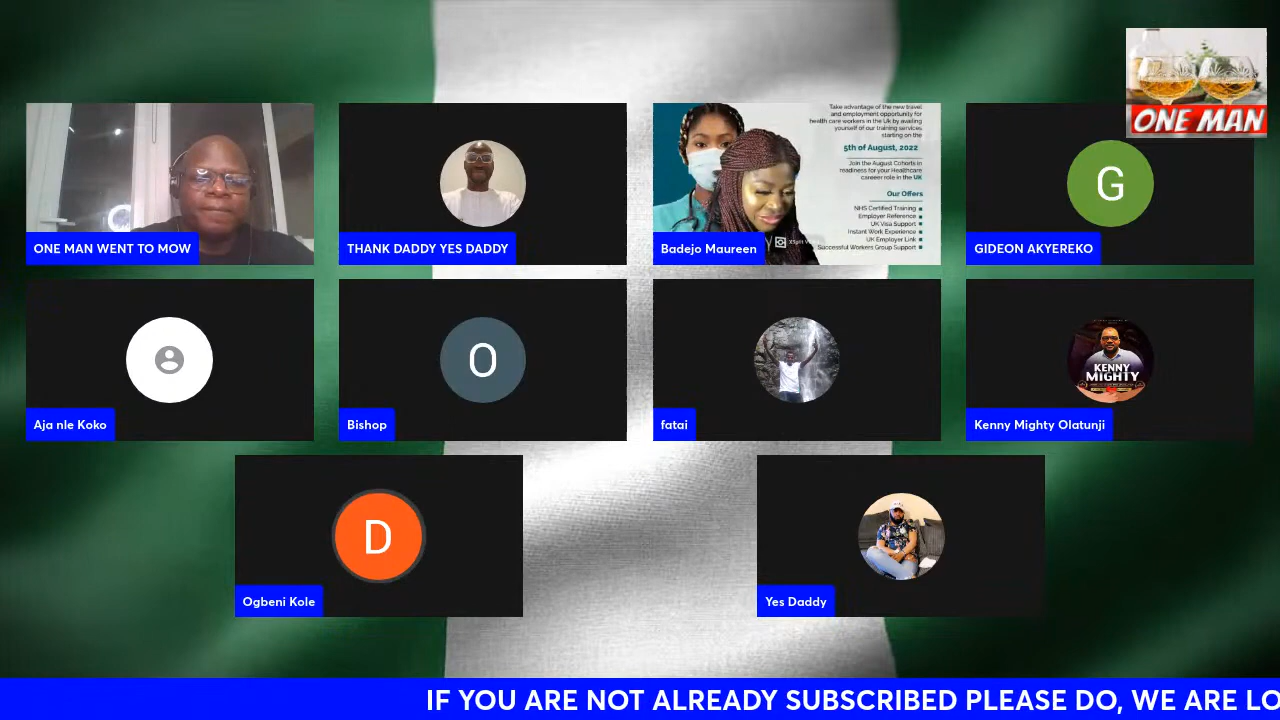 ONE MAN
Take advantage of the new travel
and employment opportunity for
health care workers in the Uk by availing
yourself of our training services
starting on the
5th of August, 2022
Join the August Cohorts in
readiness for your Healthcare
carreer role in the UK
Our Offers
NHS Certified Training
Employer Reference
UK Visa Support
Instant Work Experience
UK Employer Link
Successful Workers Group Support
ONE MAN WENT TO MOW
THANK DADDY YES DADDY
Badejo Maureen
G
GIDEON AKYEREKO
Aja nle Koko
O
Bishop
fatai
KENNY
MIGHTY
Kenny Mighty Olatunji
D
Ogbeni Kole
Yes Daddy
IF YOU ARE NOT ALREADY SUBSCRIBED PLEASE DO, WE ARE LO